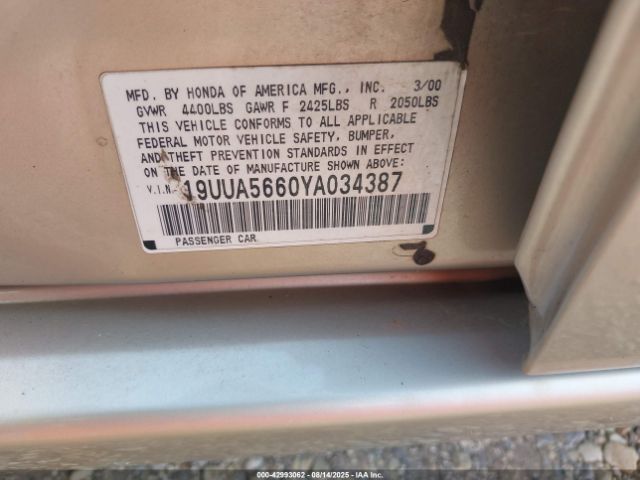 MFD. BY HONDA OF AMERICA MFG., INC. 3/00
GVWR 4400LBS GAWR F 2425LBS R 2050LBS
THIS VEHICLE CONFORMS TO ALL APPLICABLE
FEDERAL MOTOR VEHICLE SAFETY, BUMPER,
AND THEFT PREVENTION STANDARDS IN EFFECT
ON THE DATE OF MANUFACTURE SHOWN ABOVE:
V.I.N. 19UUA5660YA034387
PASSENGER CAR
000-42993062 - 08/14/2025 - IAA Inc.